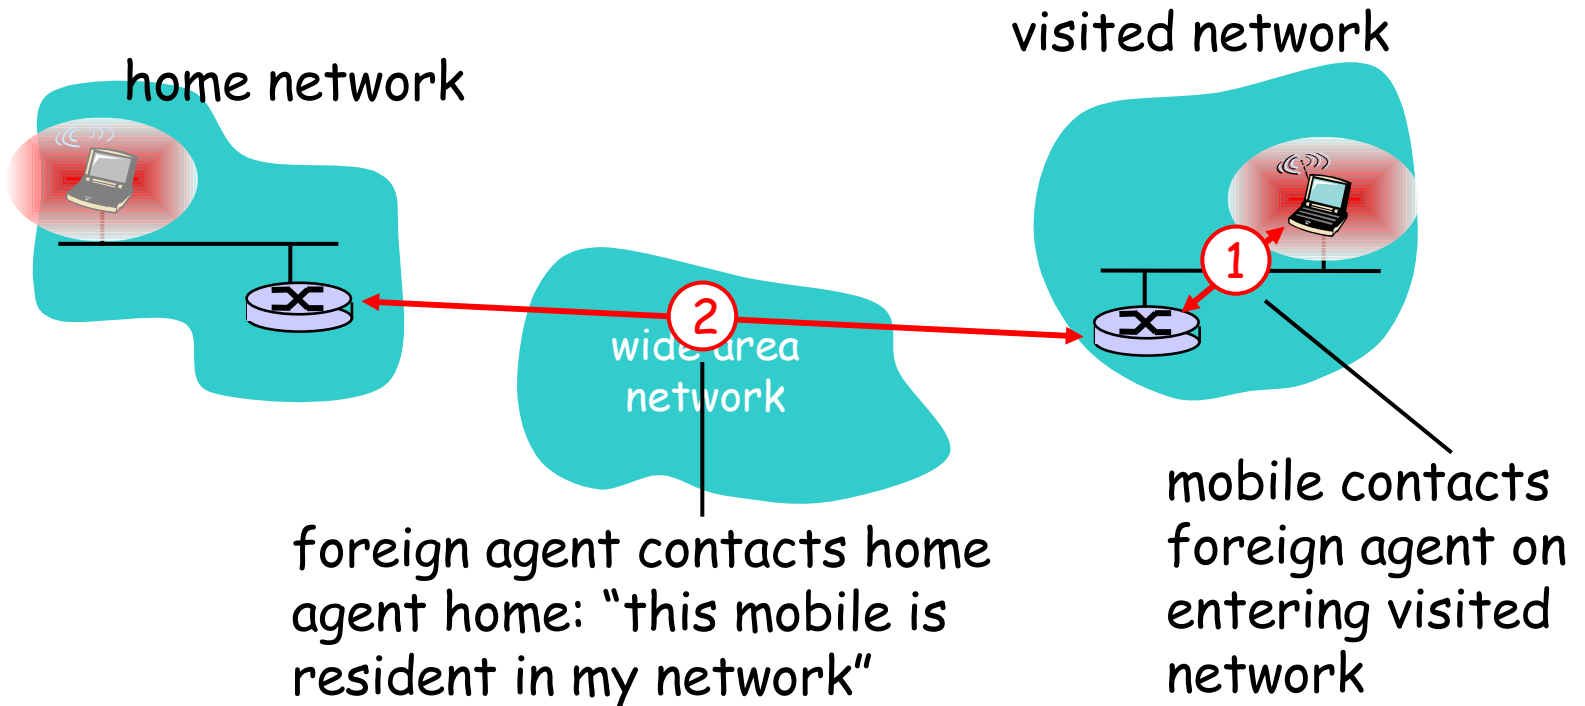 visited network
home network
1
2
wide area
network
foreign agent contacts home
agent home: “this mobile is
resident in my network”
mobile contacts
foreign agent on
entering visited
network